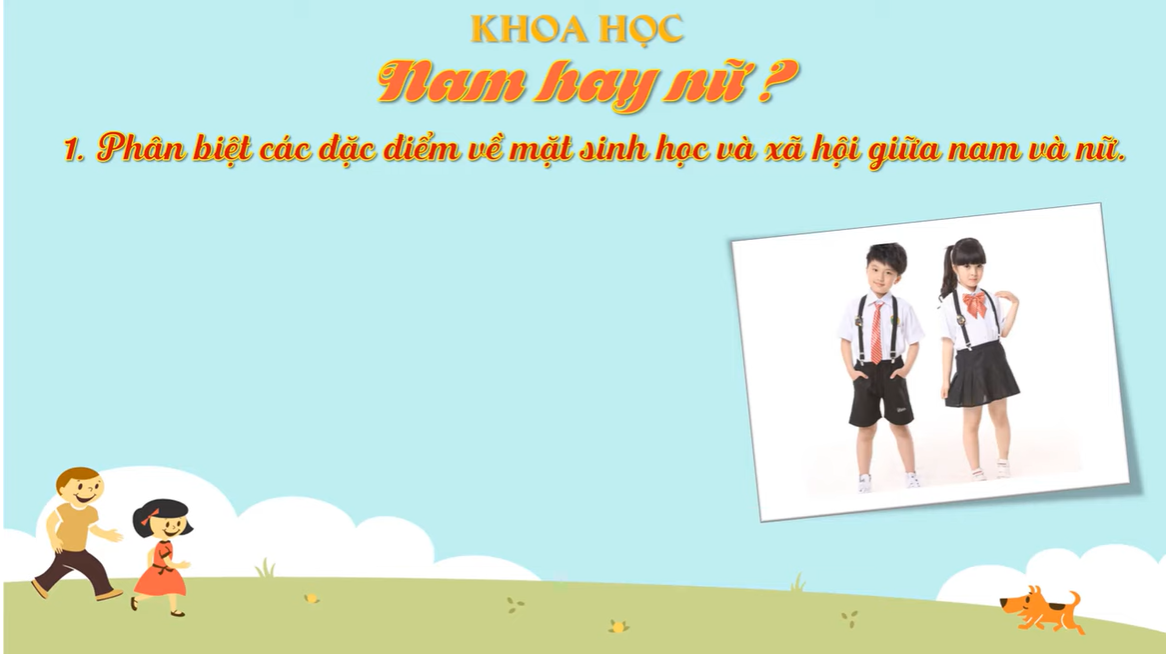 KHOA HỌC
Nam hay nữ ?
1. Phân biệt các đặc điểm về mặt sinh học và xã hội giữa nam và nữ.